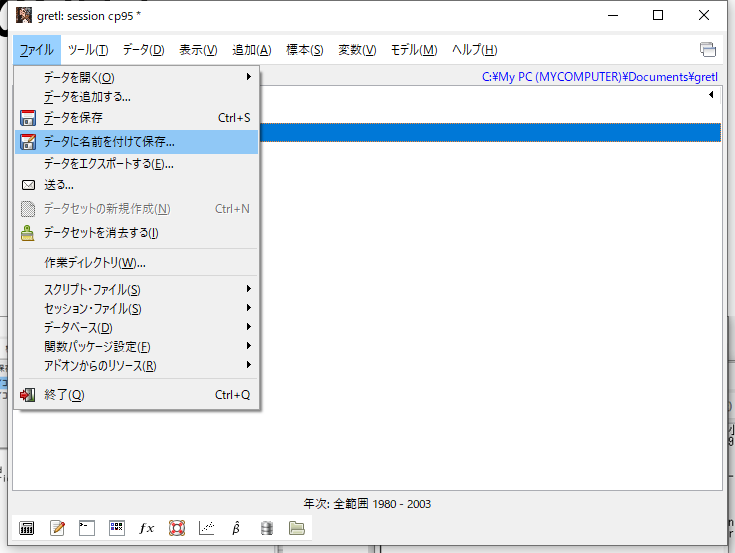 gretl: session cp95 *
ファイル ツール(T) データ(D) 表示(V) 追加(A) 標本(S) 変数(V) モデル(M) ヘルプ(H)
C:¥My PC (MYCOMPUTER)¥Documents¥gretl
データを開く(O)
データを追加する...
データを保存 Ctrl+S
データに名前を付けて保存...
データをエクスポートする(E)...
送る...
データセットの新規作成(N) Ctrl+N
データセットを消去する(l)
作業ディレクトリ(W)...
スクリプト・ファイル(S)
セッション・ファイル(S)
データベース(D)
関数パッケージ設定(F)
アドオンからのリソース(R)
終了(Q) Ctrl+Q
年次: 全範囲 1980 - 2003
fx β̂